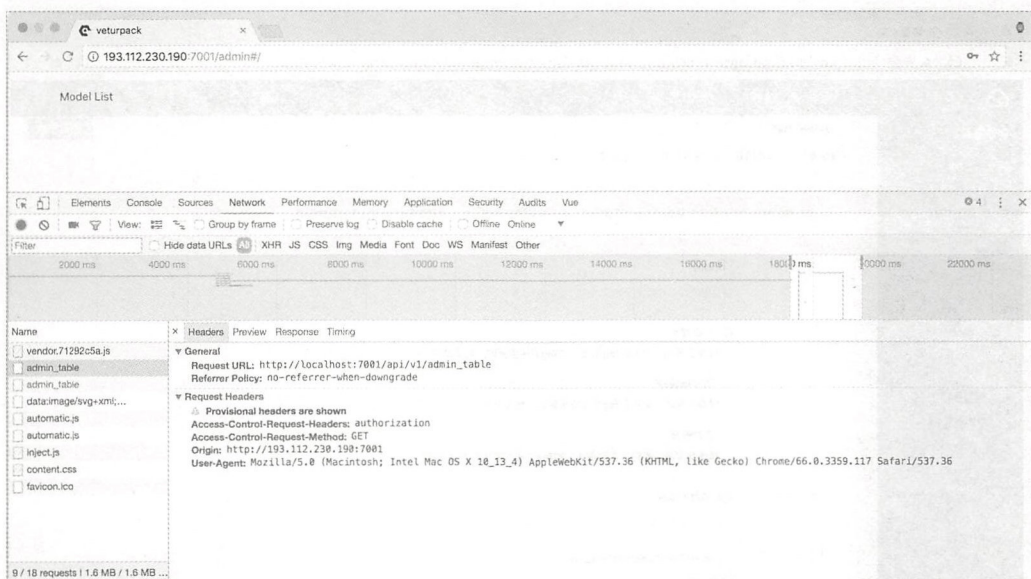 veturpack ×
193.112.230.190:7001/admin#/
Model List
Elements Console Sources Network Performance Memory Application Security Audits Vue
4
View: Group by frame Preserve log Disable cache Offline Online
Filter Hide data URLs All XHR JS CSS Img Media Font Doc WS Manifest Other
2000 ms 4000 ms 6000 ms 8000 ms 10000 ms 12000 ms 14000 ms 16000 ms ms 22000 ms
Name × Headers Preview Response Timing
vendor.71292c5a.js
admin_table
admin_table
data:image/svg+xml;...
automatic.js
automatic.js
inject.js
content.css
favicon.ico
9 / 18 requests | 1.6 MB / 1.6 MB ...
General
Request URL: http://localhost:7001/api/v1/admin_table
Referrer Policy: no-referrer-when-downgrade
Request Headers
Provisional headers are shown
Access-Control-Request-Headers: authorization
Access-Control-Request-Method: GET
Origin: http://193.112.230.190:7001
User-Agent: Mozilla/5.0 (Macintosh; Intel Mac OS X 10_13_4) AppleWebKit/537.36 (KHTML, like Gecko) Chrome/66.0.3359.117 Safari/537.36